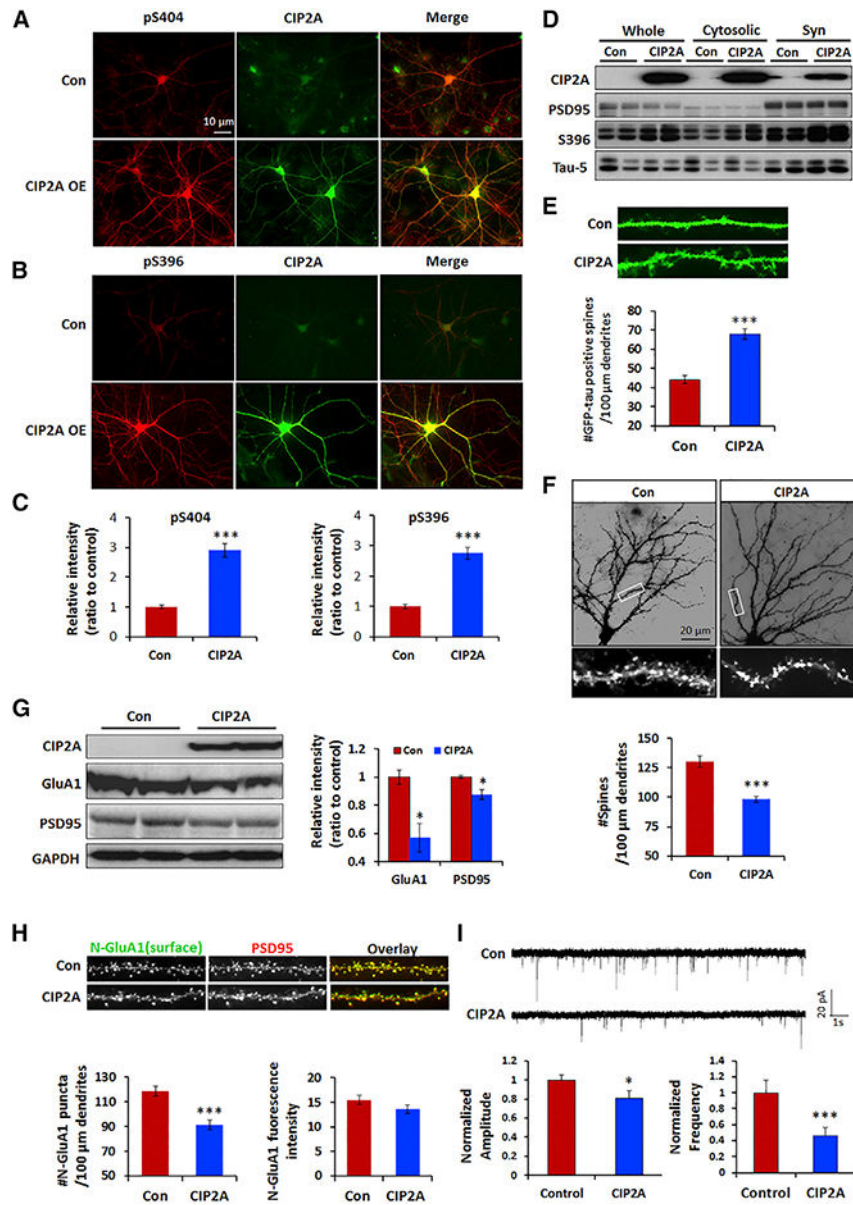 A
pS404 CIP2A Merge
Con
10 µm
CIP2A OE
B
pS396 CIP2A Merge
Con
CIP2A OE
C
pS404
Relative intensity
(ratio to control)
4
3
2
1
0
***
Con CIP2A
pS396
Relative intensity
(ratio to control)
4
3
2
1
0
***
Con CIP2A
D
Whole Cytosolic Syn
Con CIP2A Con CIP2A Con CIP2A
CIP2A
PSD95
S396
Tau-5
E
Con
CIP2A
#GFP-tau positive spines
/100 µm dendrites
80
70
60
50
40
30
20
***
Con CIP2A
F
Con CIP2A
20 µm
#Spines
/100 µm dendrites
150
125
100
75
50
***
Con CIP2A
G
Con CIP2A
CIP2A
GluA1
PSD95
GAPDH
Relative intensity
(ratio to control)
Con CIP2A
1.2
1
0.8
0.6
0.4
*
*
GluA1 PSD95
H
N-GluA1(surface) PSD95 Overlay
Con
CIP2A
#N-GluA1 puncta
/100 µm dendrites
130
110
90
70
50
***
Con CIP2A
N-GluA1 fuorescence
intensity
20
15
10
5
0
Con CIP2A
I
Con
CIP2A
20 pA
1s
Normalized
Amplitude
1.2
1
0.8
0.6
0.4
0.2
0
*
Control CIP2A
Normalized
Frequency
1.4
1.2
1
0.8
0.6
0.4
0.2
0
***
Control CIP2A